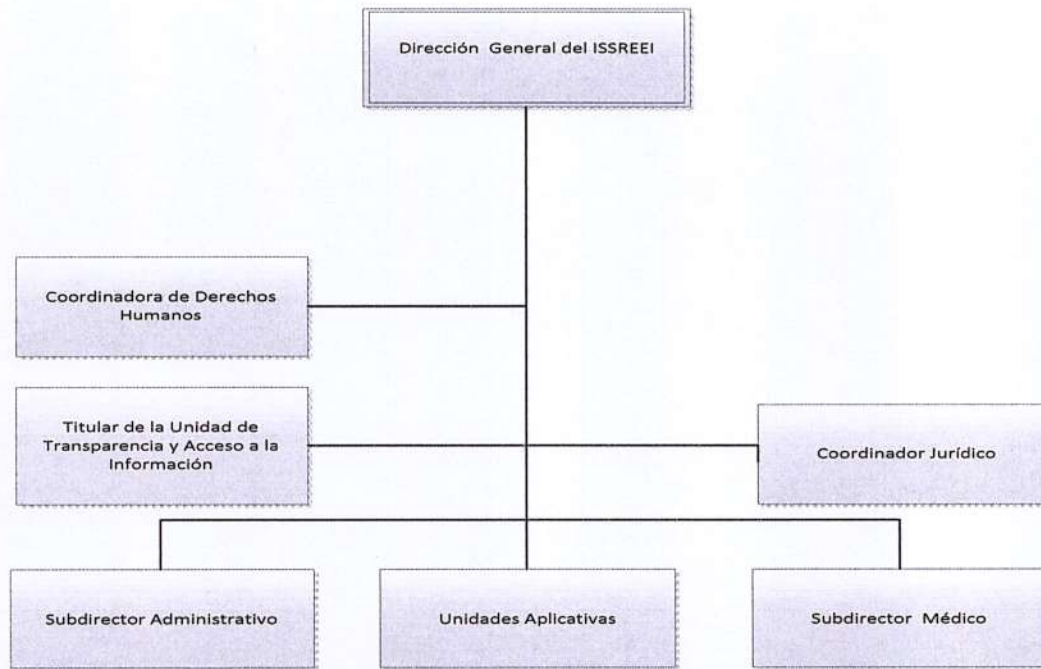 Dirección General del ISSREEI
Coordinadora de Derechos
Humanos
Titular de la Unidad de
Transparencia y Acceso a la
Información
Coordinador Jurídico
Subdirector Administrativo
Unidades Aplicativas
Subdirector Médico